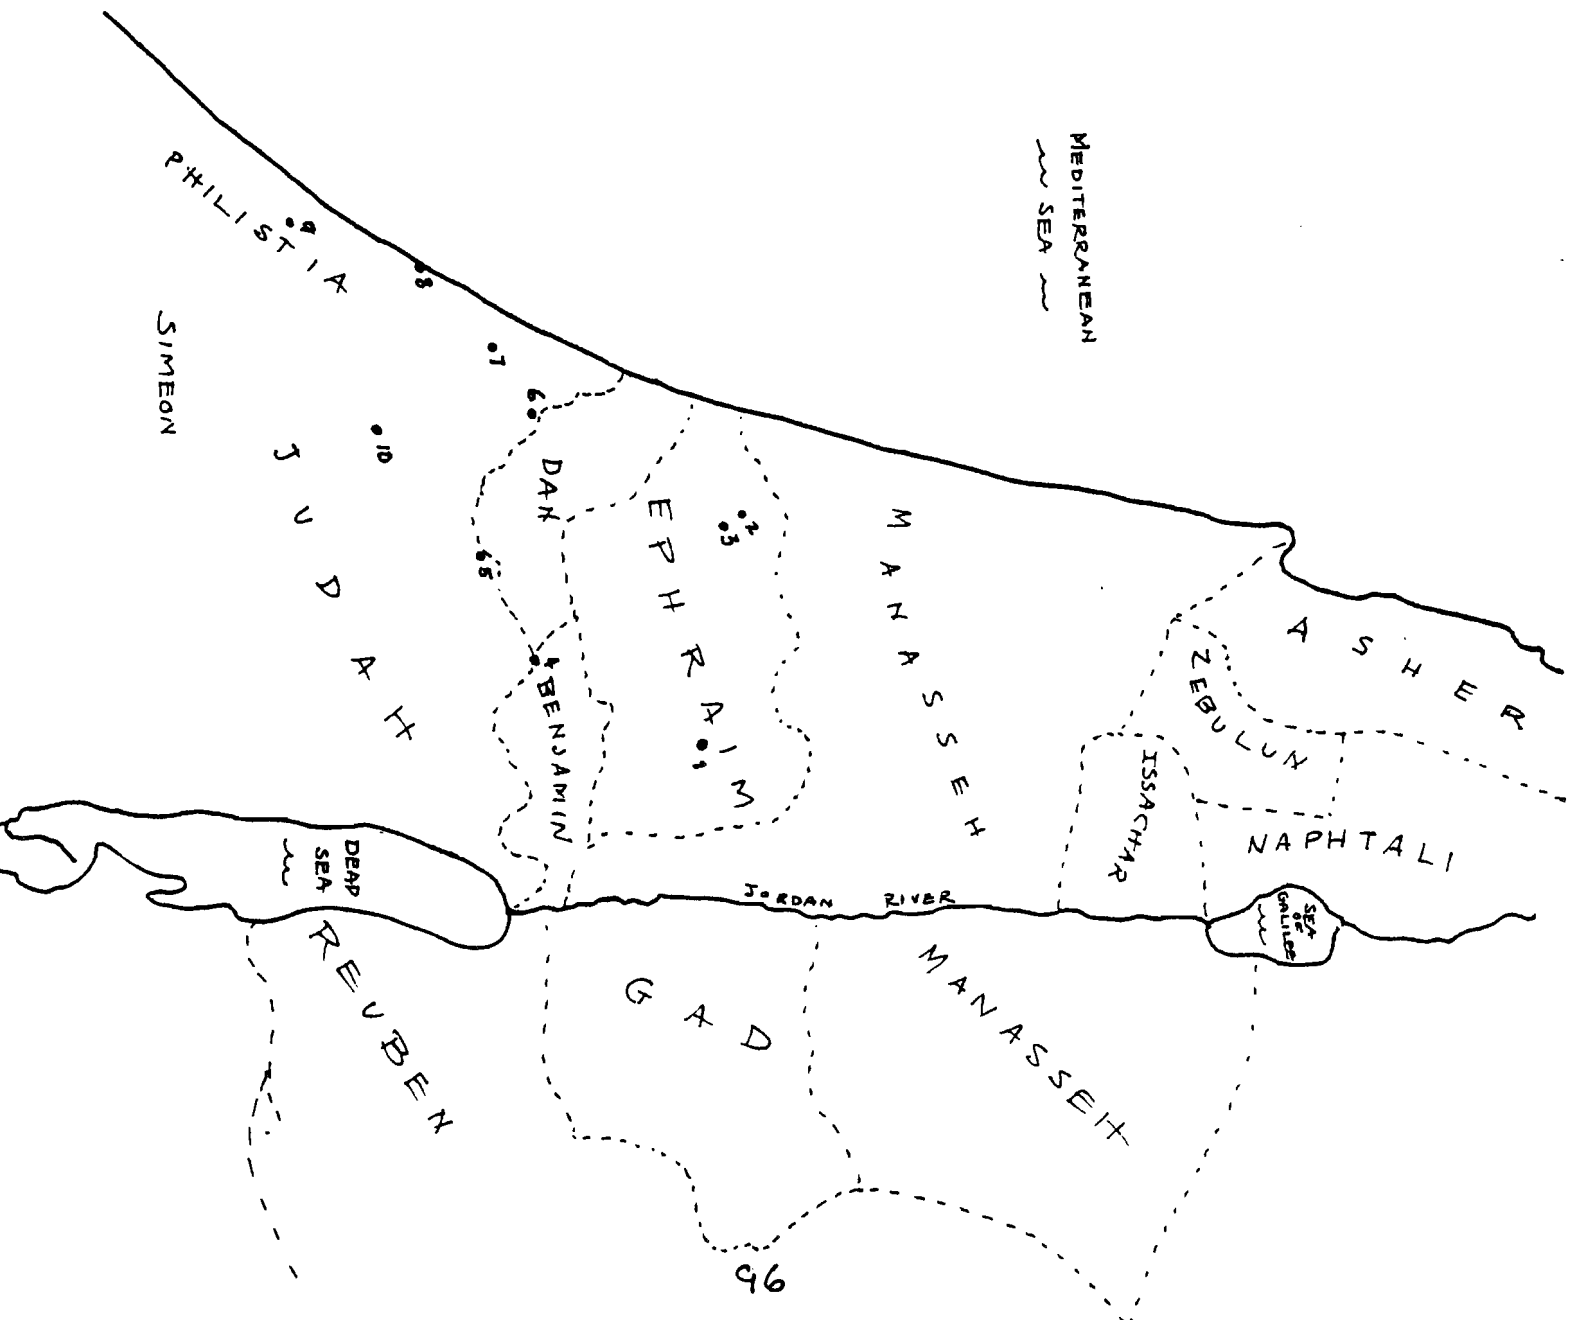 MEDITERRANEAN
SEA
PHILISTIA
SIMEON
JUDAH
DAN
EPHRAIM
BENJAMIN
MANASSEH
ASHER
ZEBULUN
ISSACHAR
NAPHTALI
DEAD
SEA
JORDAN RIVER
SEA
OF
GALILEE
REUBEN
GAD
MANASSEH
1
2
3
4
5
6
7
8
9
10
96